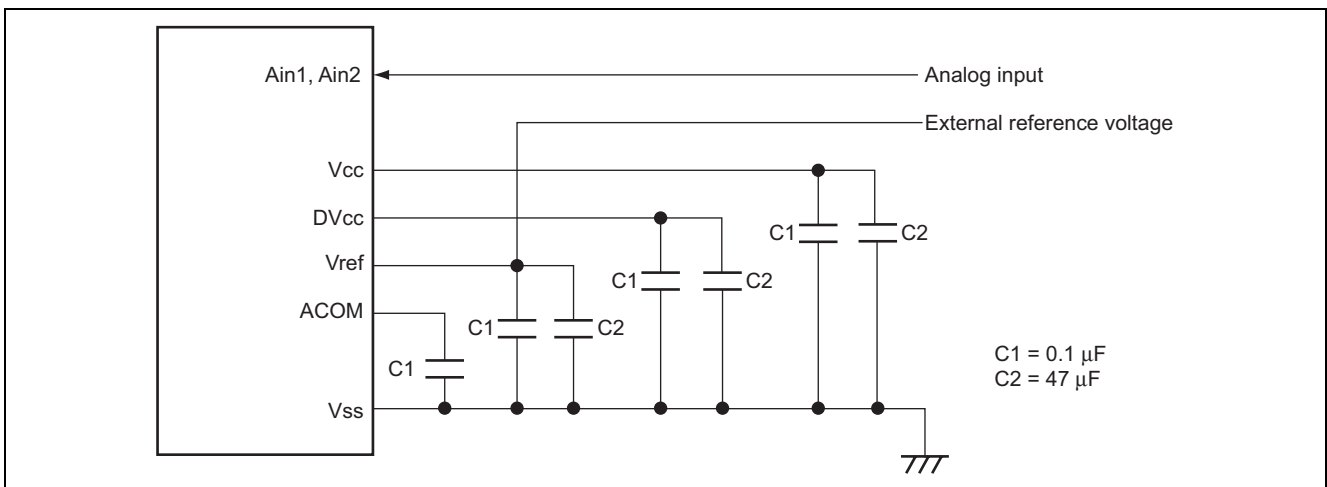 Ain1, Ain2
Analog input
External reference voltage
Vcc
DVcc
C1
C2
Vref
C1
C2
ACOM
C1
C2
C1
Vss
C1 = 0.1 μF
C2 = 47 μF